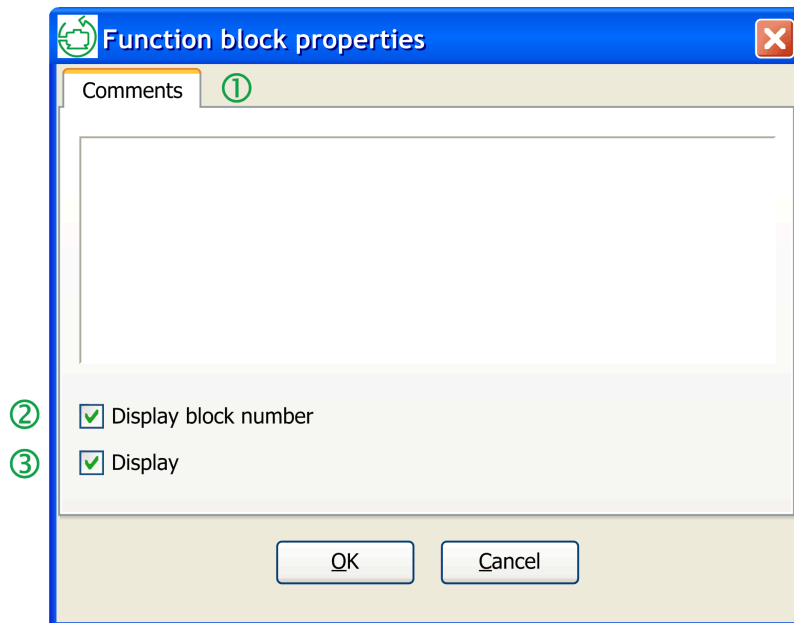 Function block properties
Comments ①
② Display block number
③ Display
OK Cancel